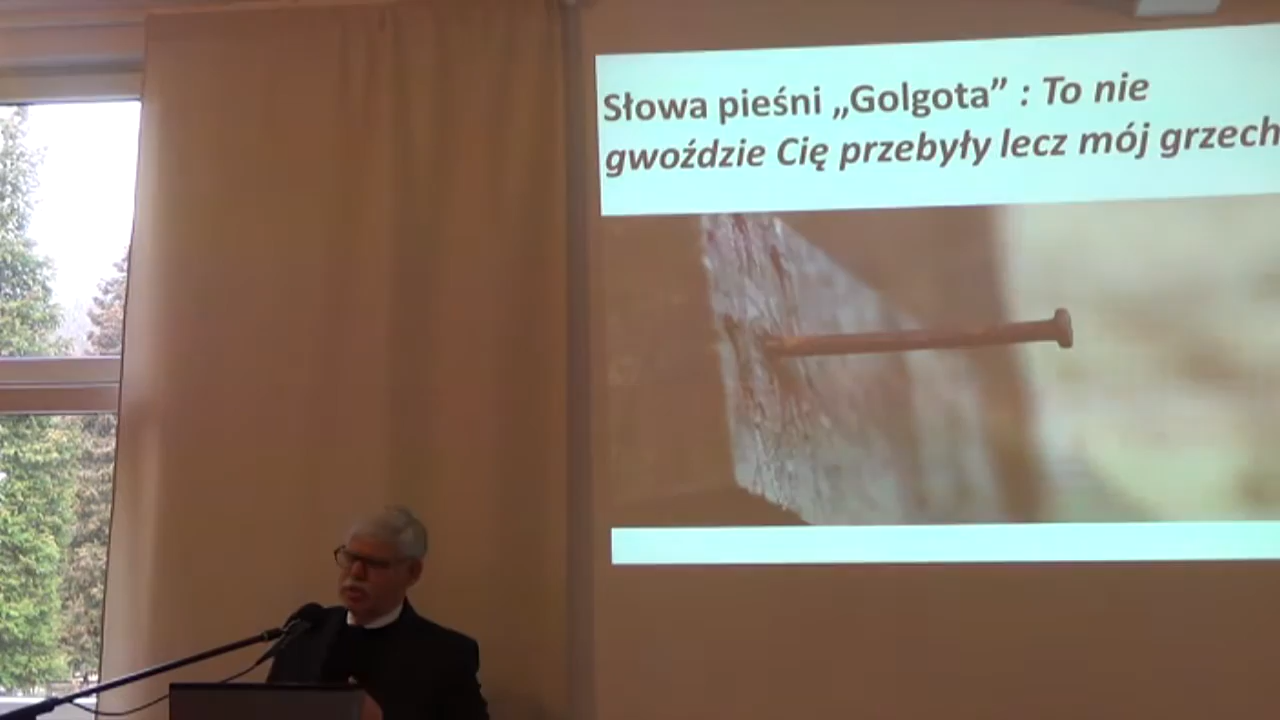 Słowa pieśni „Golgota” : To nie
gwoździe Cię przebyły lecz mój grzech